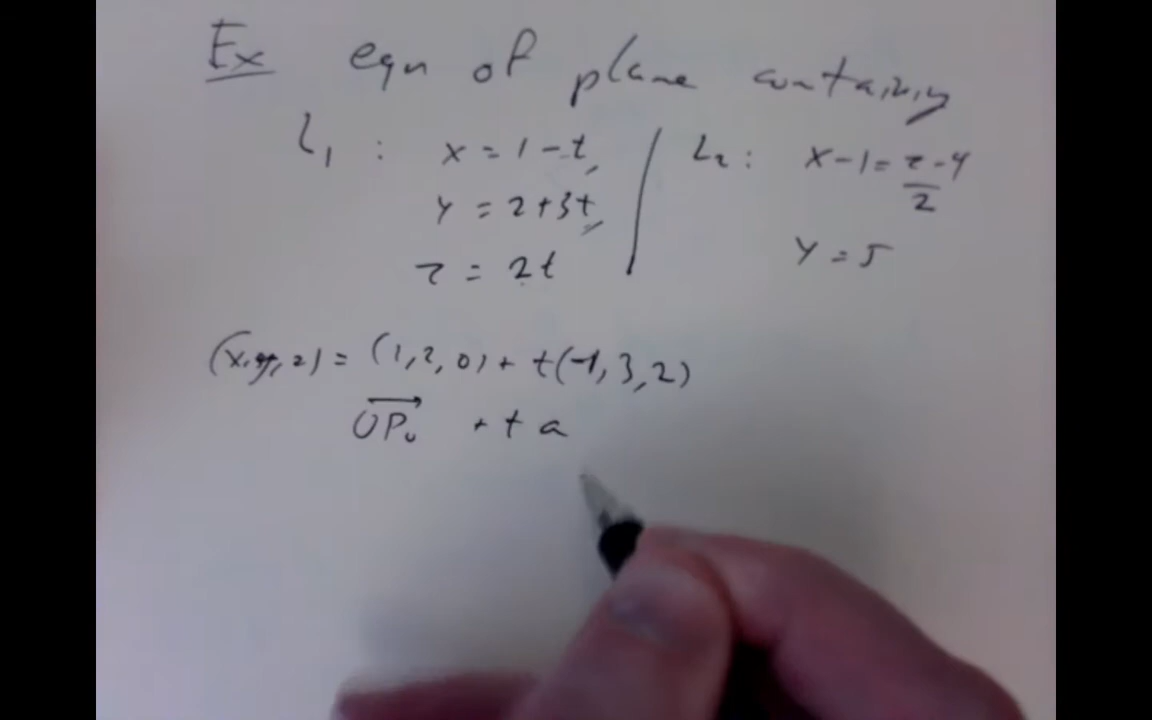 Ex eqn of plane containing
L₁ : x = 1 - t, | L₂ : x - 1 = z - 4 / 2
y = 2 + 3t, y = 5
z = 2t
(x, y, z) = (1, 2, 0) + t(-1, 3, 2)
OP₀ + t a